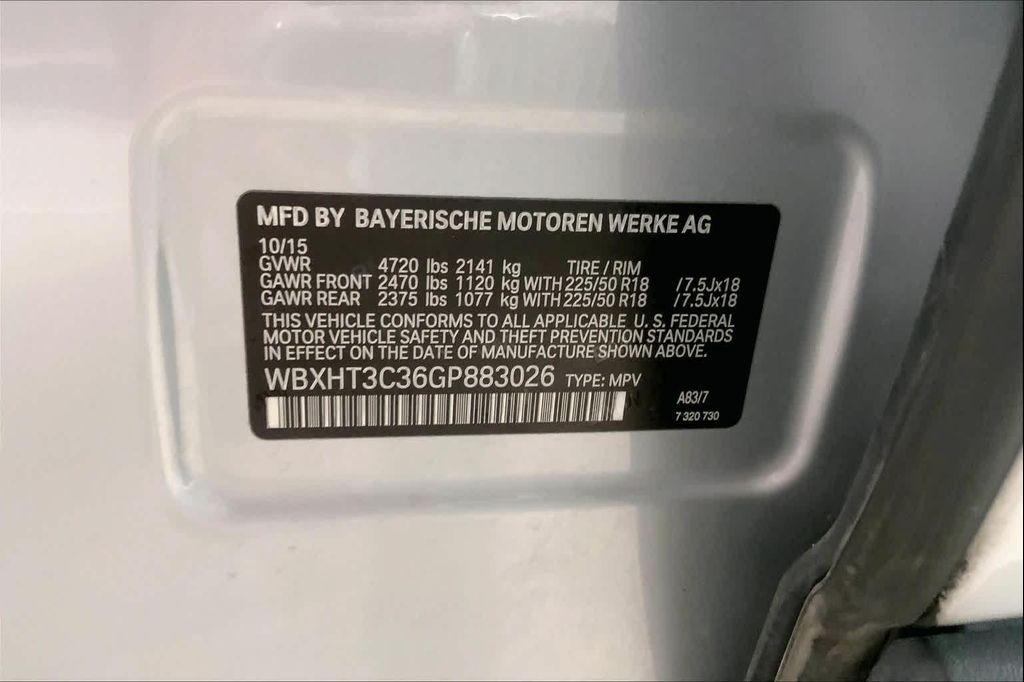 MFD BY BAYERISCHE MOTOREN WERKE AG
10/15
GVWR 4720 lbs 2141 kg TIRE / RIM
GAWR FRONT 2470 lbs 1120 kg WITH 225/50 R18 /7.5Jx18
GAWR REAR 2375 lbs 1077 kg WITH 225/50 R18 /7.5Jx18
THIS VEHICLE CONFORMS TO ALL APPLICABLE U. S. FEDERAL
MOTOR VEHICLE SAFETY AND THEFT PREVENTION STANDARDS
IN EFFECT ON THE DATE OF MANUFACTURE SHOWN ABOVE.
WBXHT3C36GP883026 TYPE: MPV
A83/7
7 320 730